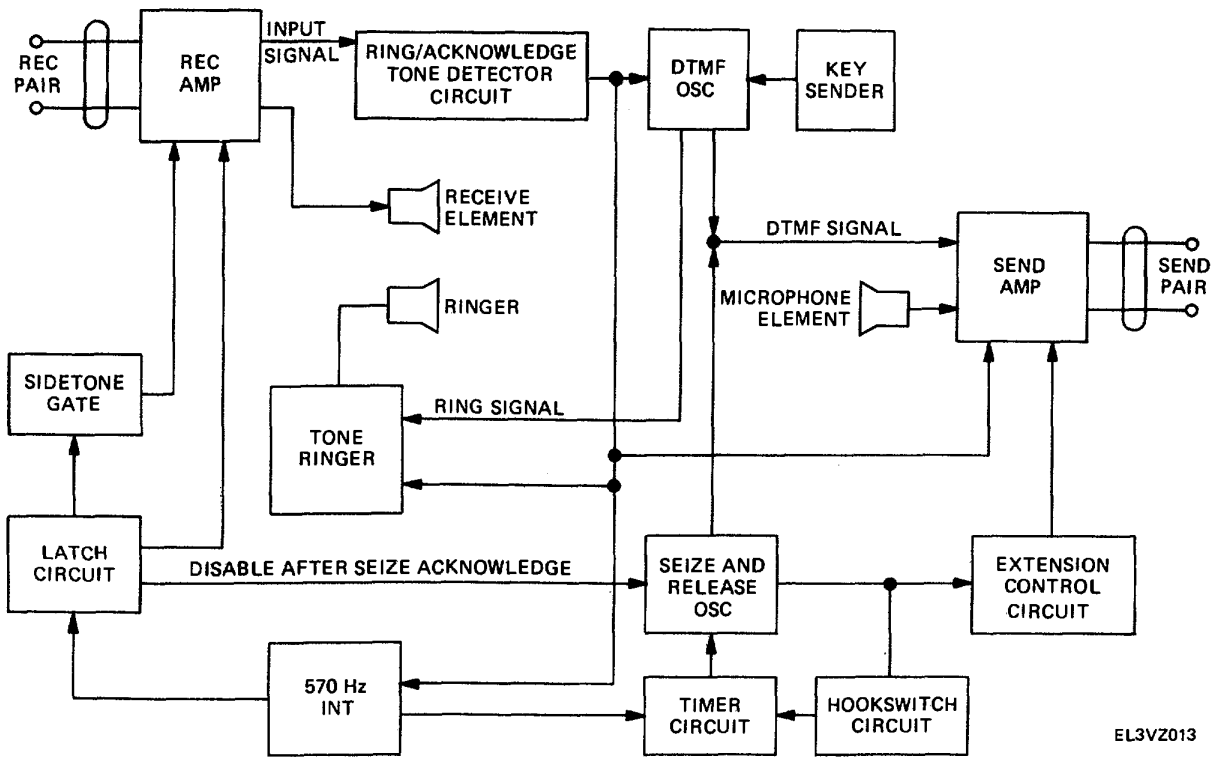 REC
PAIR
REC
AMP
INPUT
SIGNAL
RING/ACKNOWLEDGE
TONE DETECTOR
CIRCUIT
DTMF
OSC
KEY
SENDER
RECEIVE
ELEMENT
DTMF SIGNAL
SEND
AMP
SEND
PAIR
MICROPHONE
ELEMENT
RINGER
SIDETONE
GATE
RING SIGNAL
TONE
RINGER
LATCH
CIRCUIT
DISABLE AFTER SEIZE ACKNOWLEDGE
SEIZE AND
RELEASE
OSC
EXTENSION
CONTROL
CIRCUIT
570 Hz
INT
TIMER
CIRCUIT
HOOKSWITCH
CIRCUIT
EL3VZ013